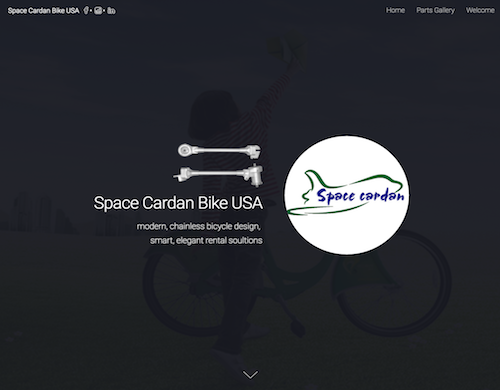 Space Cardan Bike USA
Home Parts Gallery Welcome
Space Cardan Bike USA
modern, chainless bicycle design,
smart, elegant rental soultions
Space cardan